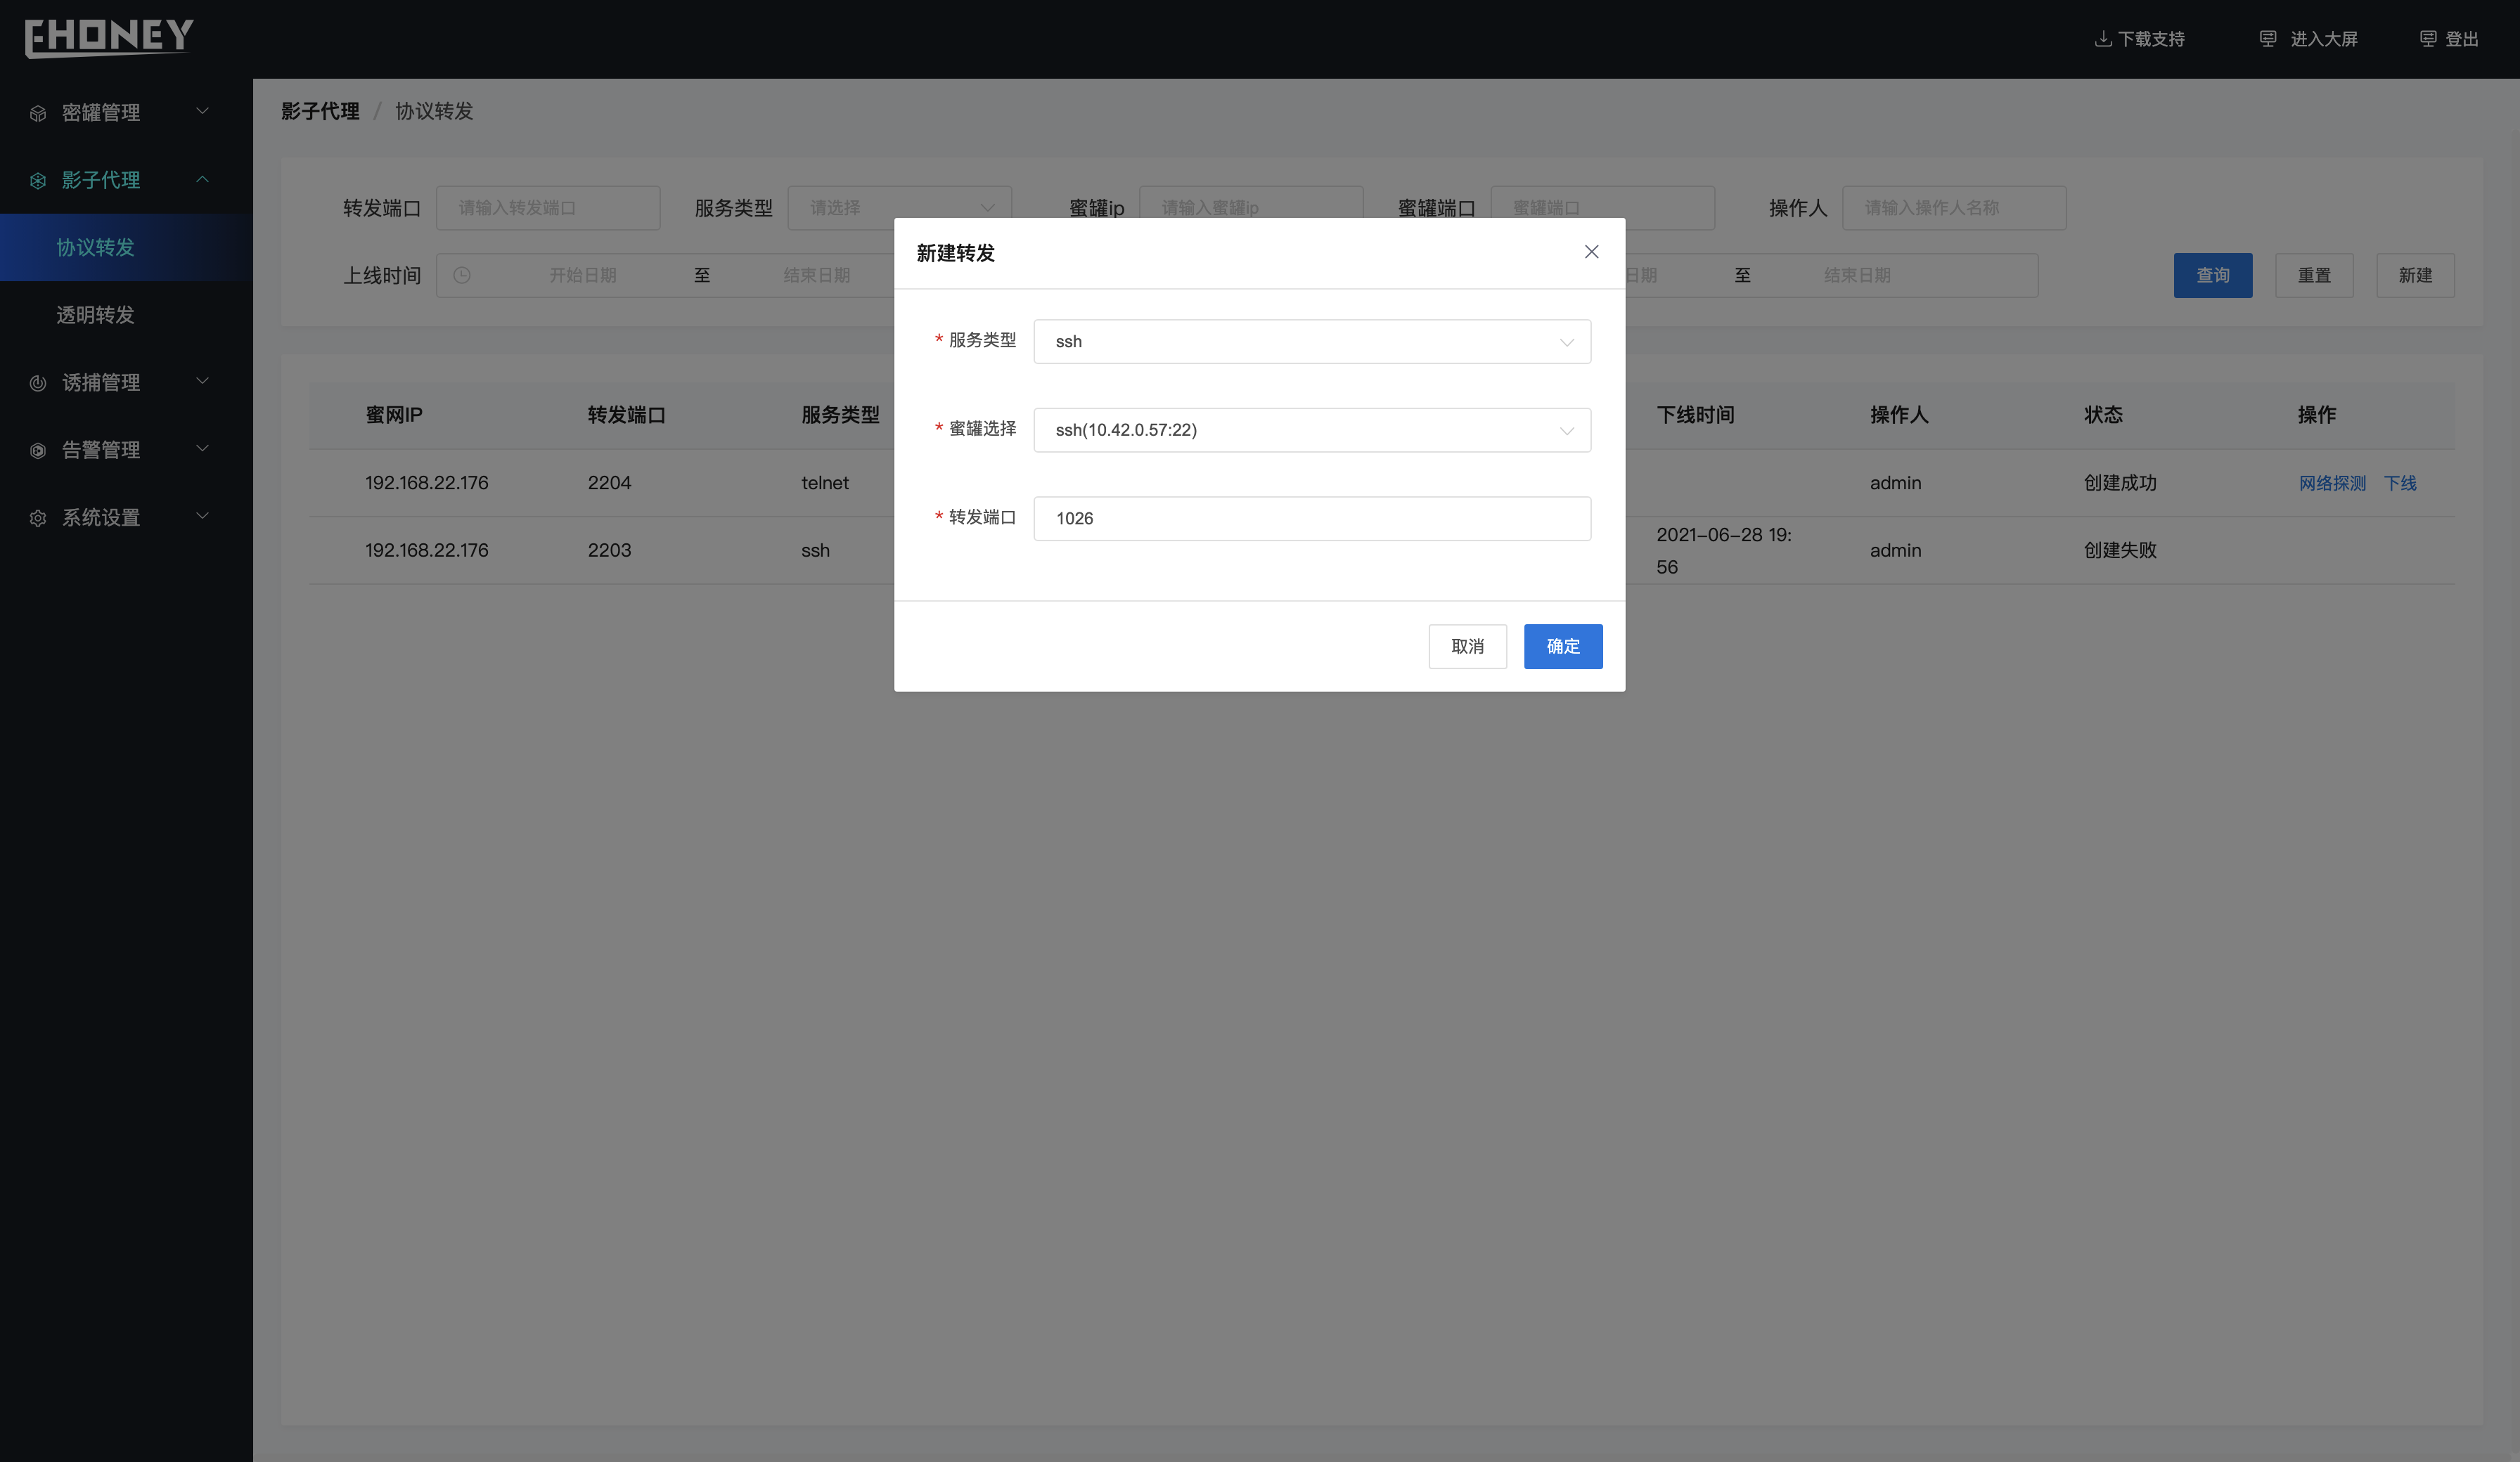 EHONEY
下载支持
进入大屏
登出
密罐管理
影子代理
协议转发
透明转发
诱捕管理
告警管理
系统设置
影子代理 / 协议转发
转发端口 请输入转发端口 服务类型 请选择 蜜罐ip 请输入蜜罐ip 蜜罐端口 蜜罐端口 操作人 请输入操作人名称
上线时间 开始日期 至 结束日期 日期 至 结束日期 查询 重置 新建
蜜网IP 转发端口 服务类型 下线时间 操作人 状态 操作
192.168.22.176 2204 telnet admin 创建成功 网络探测 下线
192.168.22.176 2203 ssh 2021-06-28 19:
56 admin 创建失败
新建转发
* 服务类型 ssh
* 蜜罐选择 ssh(10.42.0.57:22)
* 转发端口 1026
取消 确定